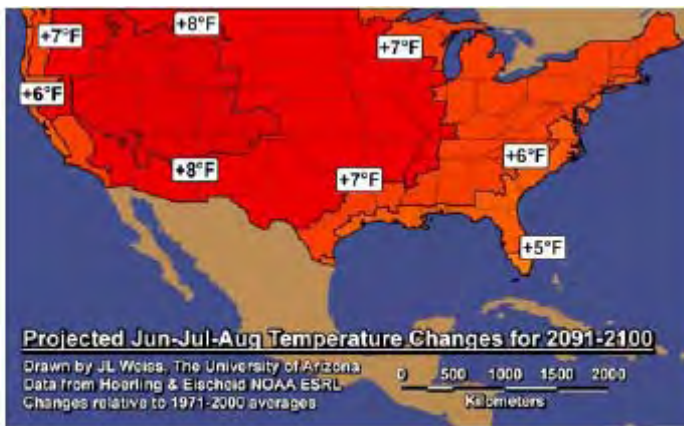 +8°F
+7°F
+7°F
+6°F
+8°F
+7°F
+6°F
+5°F
Projected Jun-Jul-Aug Temperature Changes for 2091-2100
Drawn by JL Weiss, The University of Arizona
Data from Hoerling & Eischeid NOAA ESRL
Changes relative to 1971-2000 averages
0 500 1000 1500 2000
Kilometers